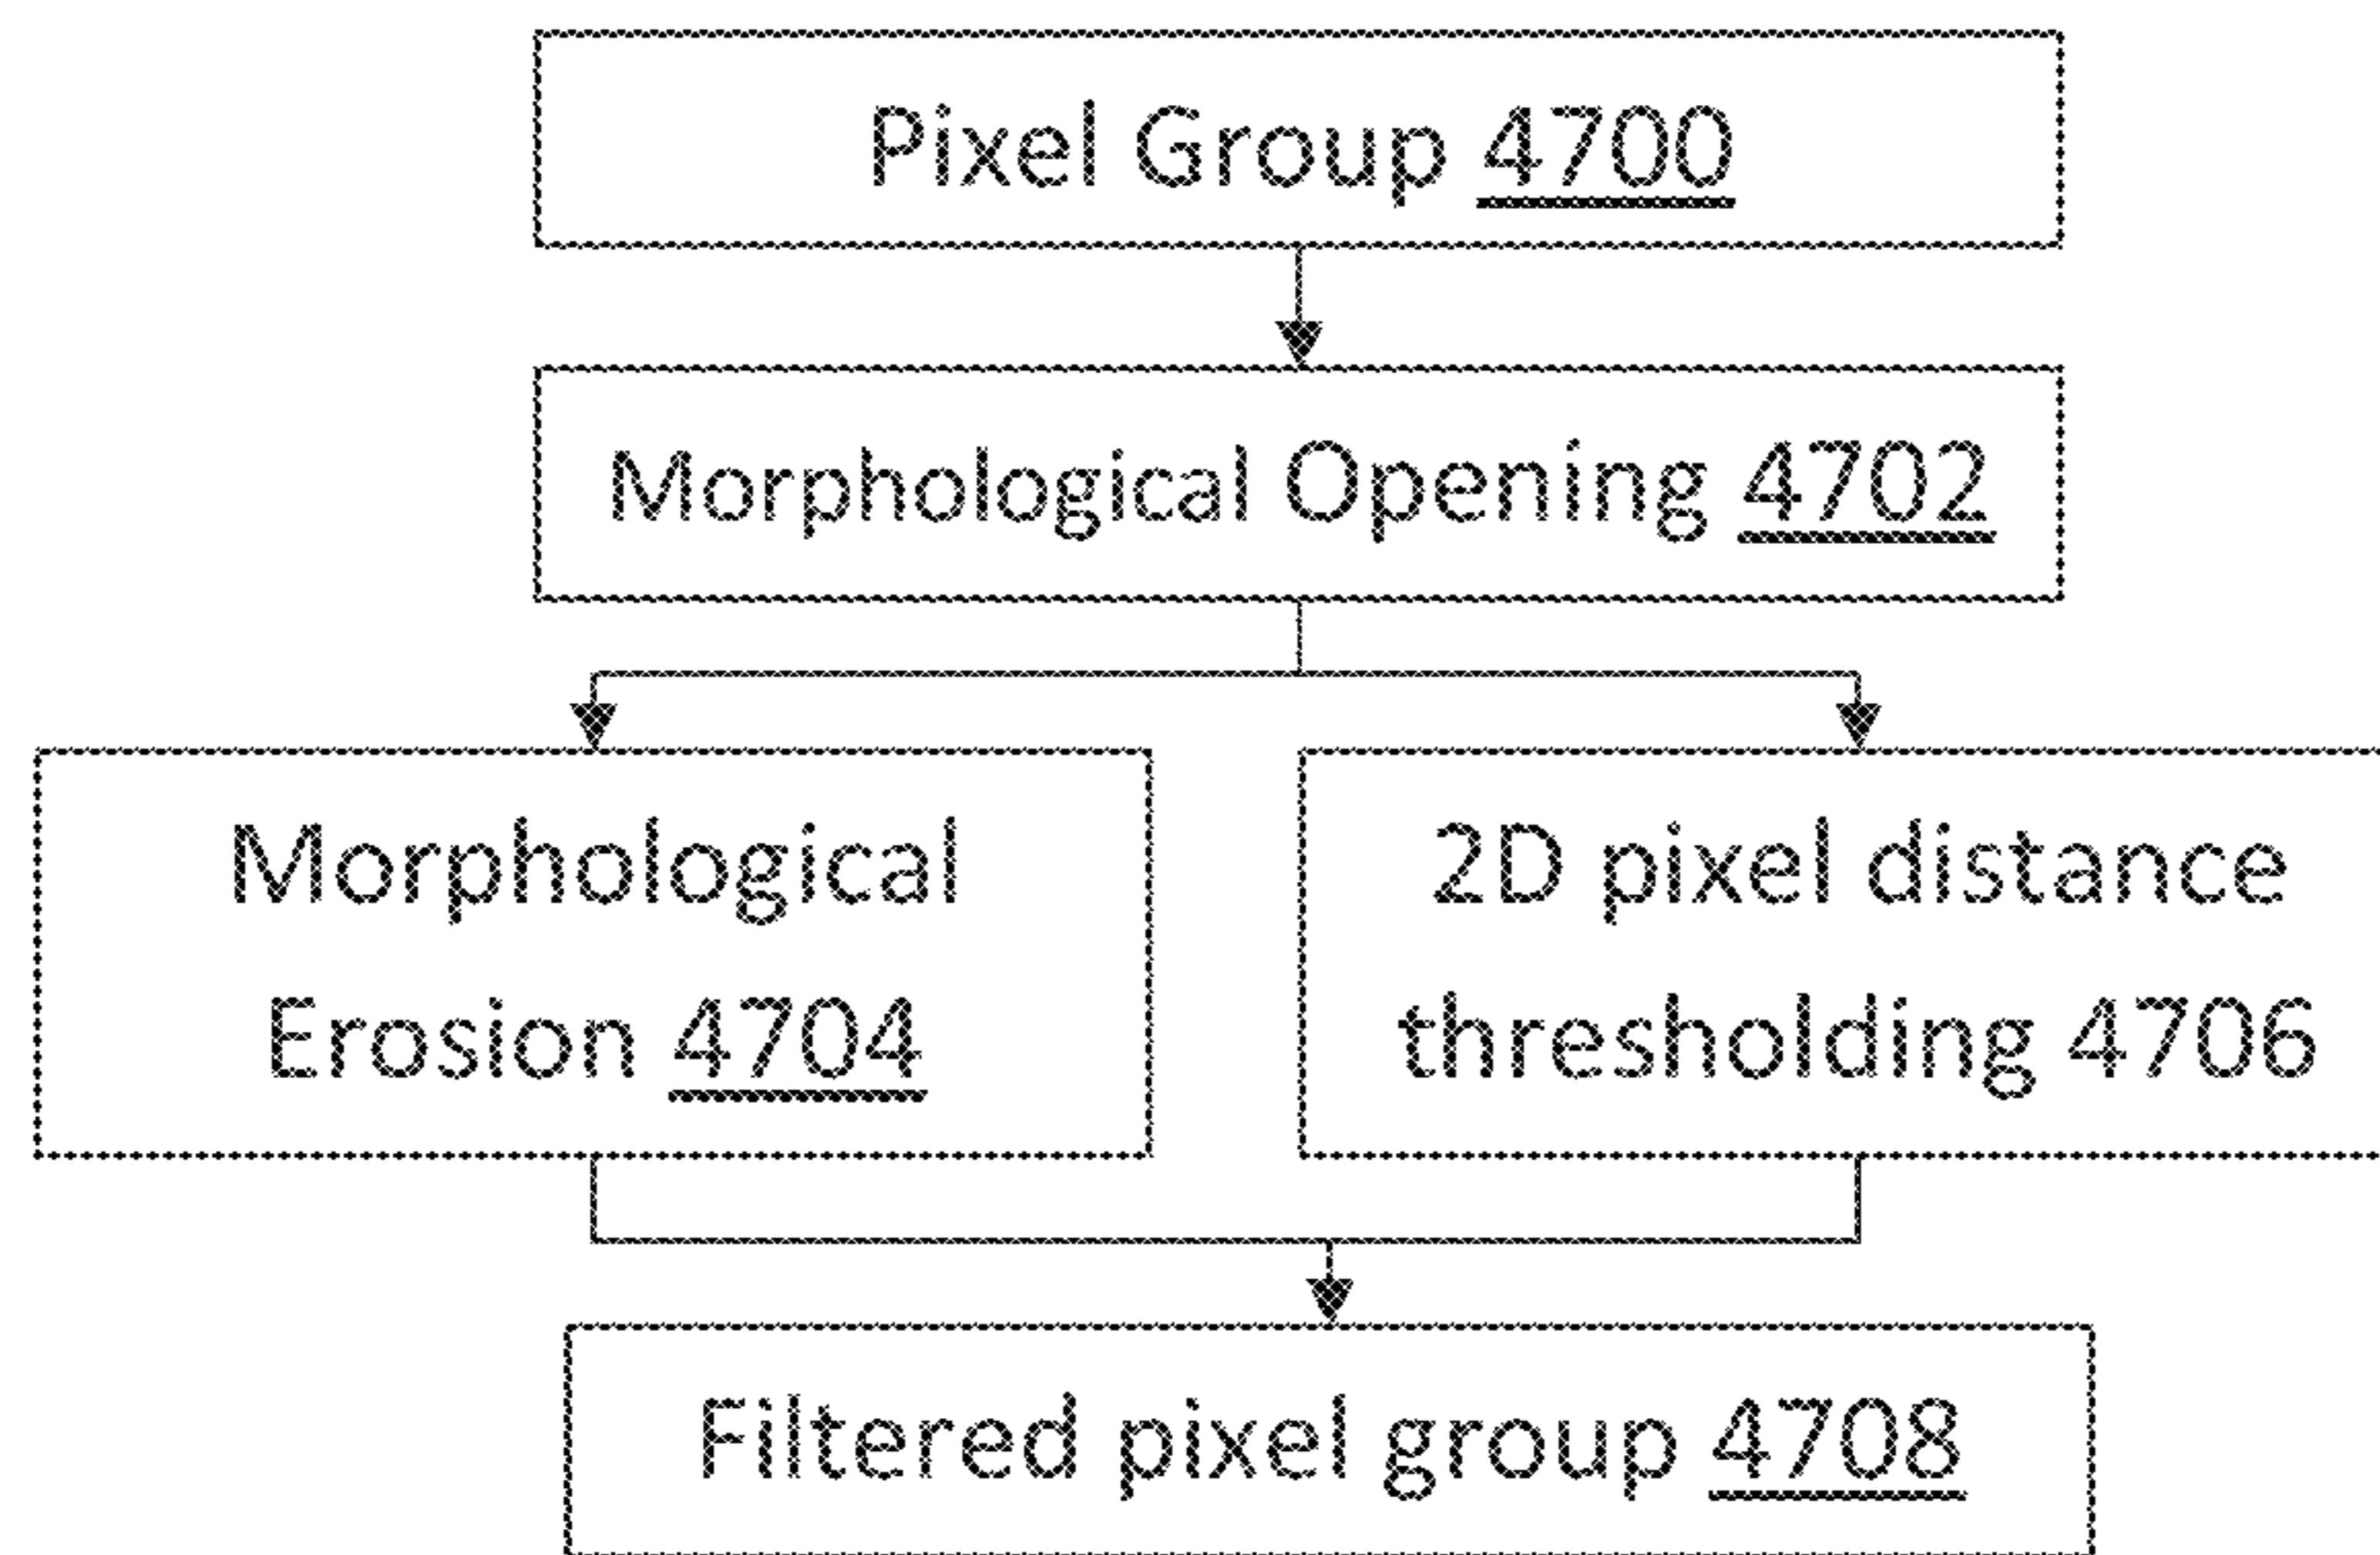 Pixel Group 4700
Morphological Opening 4702
Morphological
Erosion 4704
2D pixel distance
thresholding 4706
Filtered pixel group 4708